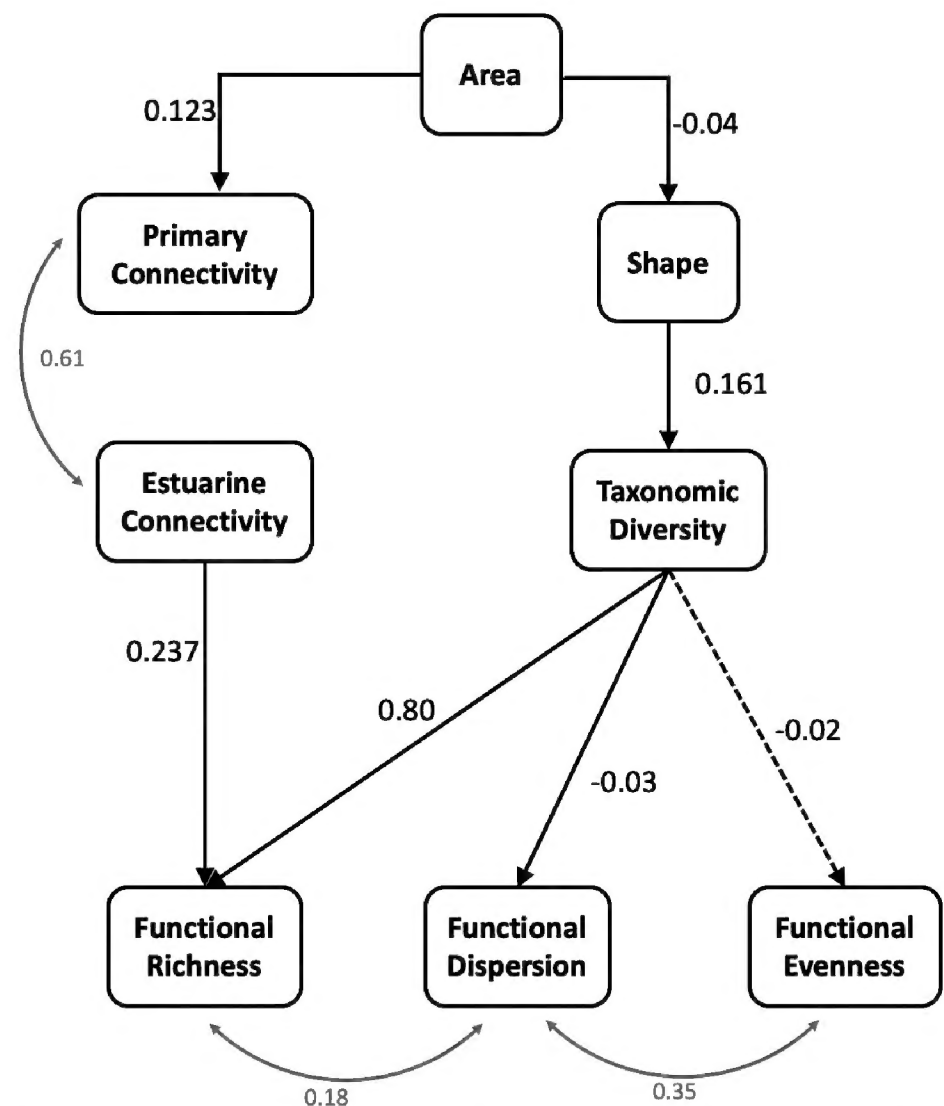 Area
0.123
-0.04
Primary
Connectivity
Shape
0.61
0.161
Estuarine
Connectivity
Taxonomic
Diversity
0.237
0.80
-0.03
-0.02
Functional
Richness
Functional
Dispersion
Functional
Evenness
0.18
0.35